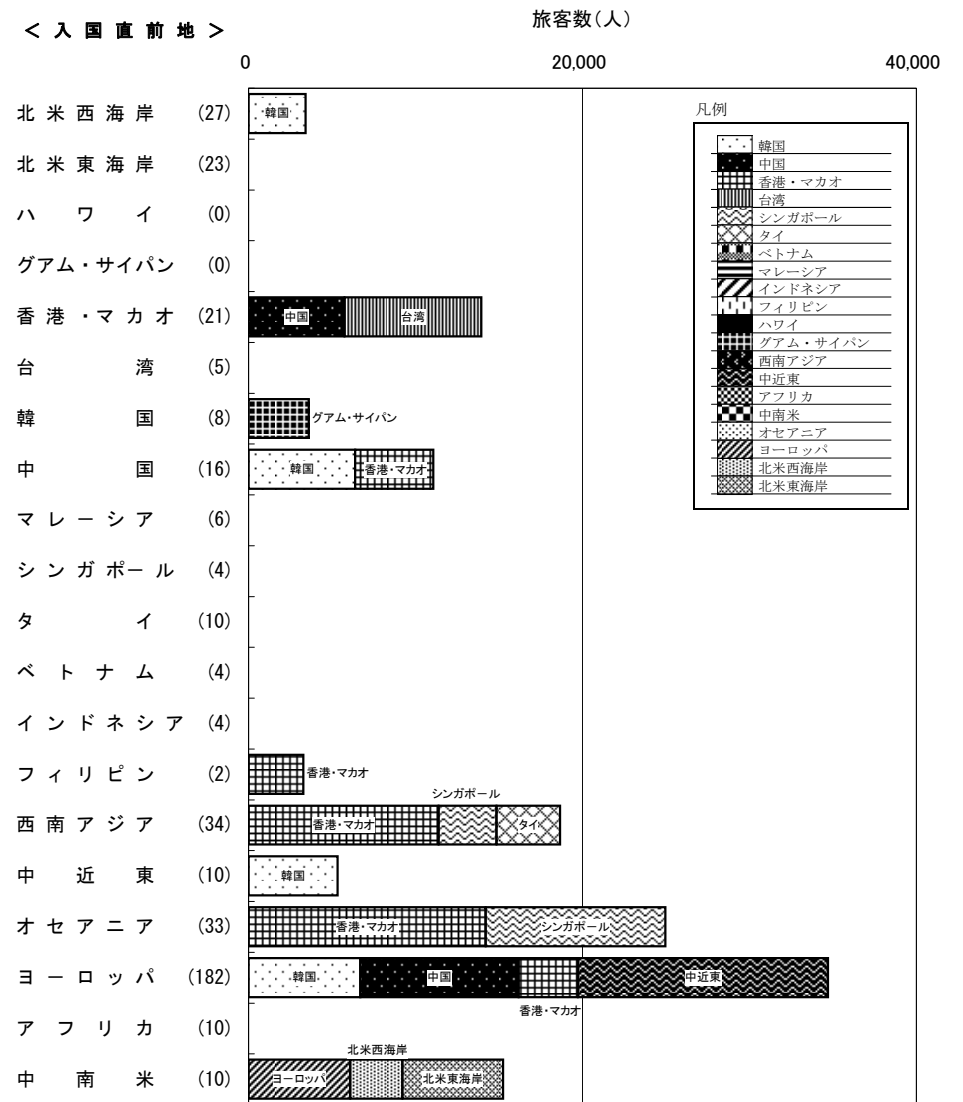 旅客数（人）
＜入国直前地＞
0 20,000 40,000
北米西海岸 (27) 韓国
北米東海岸 (23)
ハワイ (0)
グアム・サイパン (0)
香港・マカオ (21) 中国 台湾
台湾 (5)
韓国 (8) グアム・サイパン
中国 (16) 韓国 香港・マカオ
マレーシア (6)
シンガポール (4)
タイ (10)
ベトナム (4)
インドネシア (4)
フィリピン (2) 香港・マカオ
シンガポール
西南アジア (34) 香港・マカオ タイ
中近東 (10) 韓国
オセアニア (33) 香港・マカオ シンガポール
ヨーロッパ (182) 韓国 中国 中近東
香港・マカオ
アフリカ (10)
北米西海岸
中南米 (10) ヨーロッパ 北米東海岸
凡例
韓国
中国
香港・マカオ
台湾
シンガポール
タイ
ベトナム
マレーシア
インドネシア
フィリピン
ハワイ
グアム・サイパン
西南アジア
中近東
アフリカ
中南米
オセアニア
ヨーロッパ
北米西海岸
北米東海岸